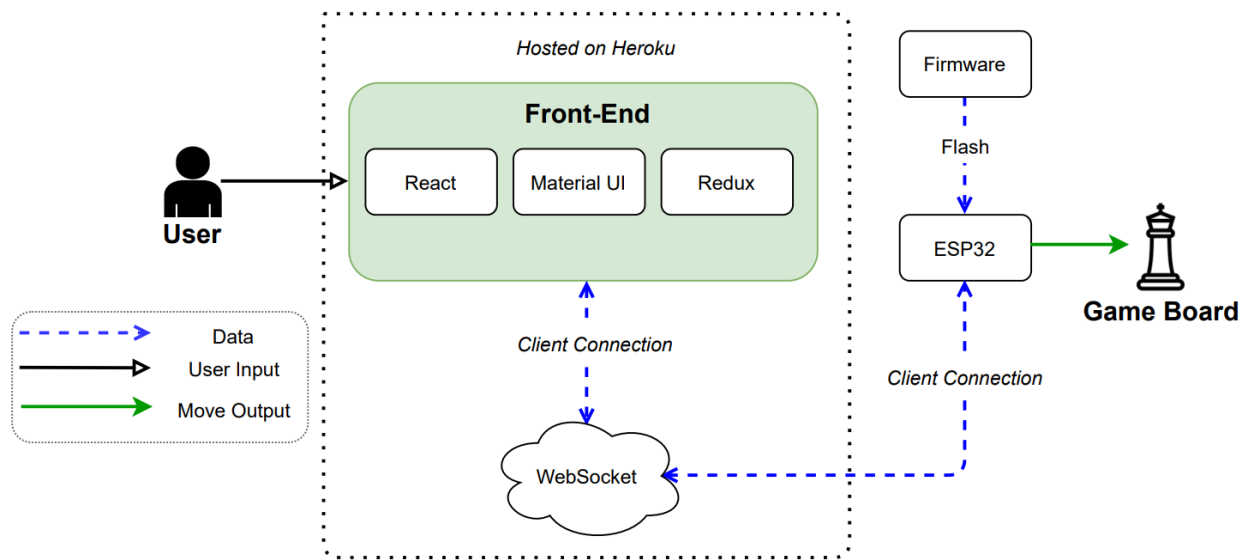 Hosted on Heroku
Front-End
React
Material UI
Redux
User
Client Connection
WebSocket
Firmware
Flash
ESP32
Game Board
Client Connection
Data
User Input
Move Output